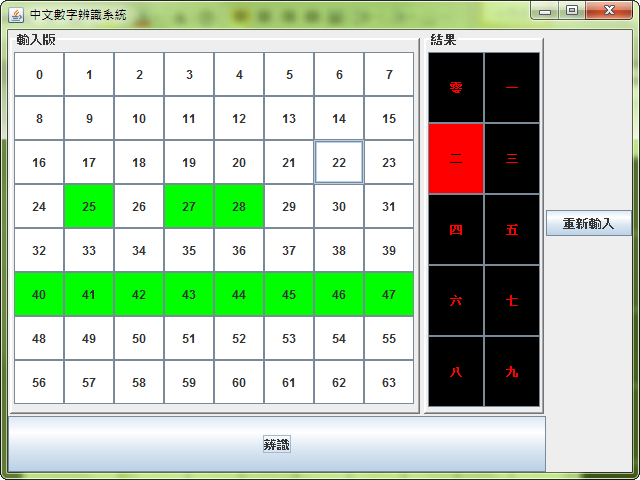 中文數字辨識系統
輸入版
結果
0 1 2 3 4 5 6 7
8 9 10 11 12 13 14 15
16 17 18 19 20 21 22 23
24 25 26 27 28 29 30 31
32 33 34 35 36 37 38 39
40 41 42 43 44 45 46 47
48 49 50 51 52 53 54 55
56 57 58 59 60 61 62 63
零 一
二 三
四 五
六 七
八 九
重新輸入
辨識